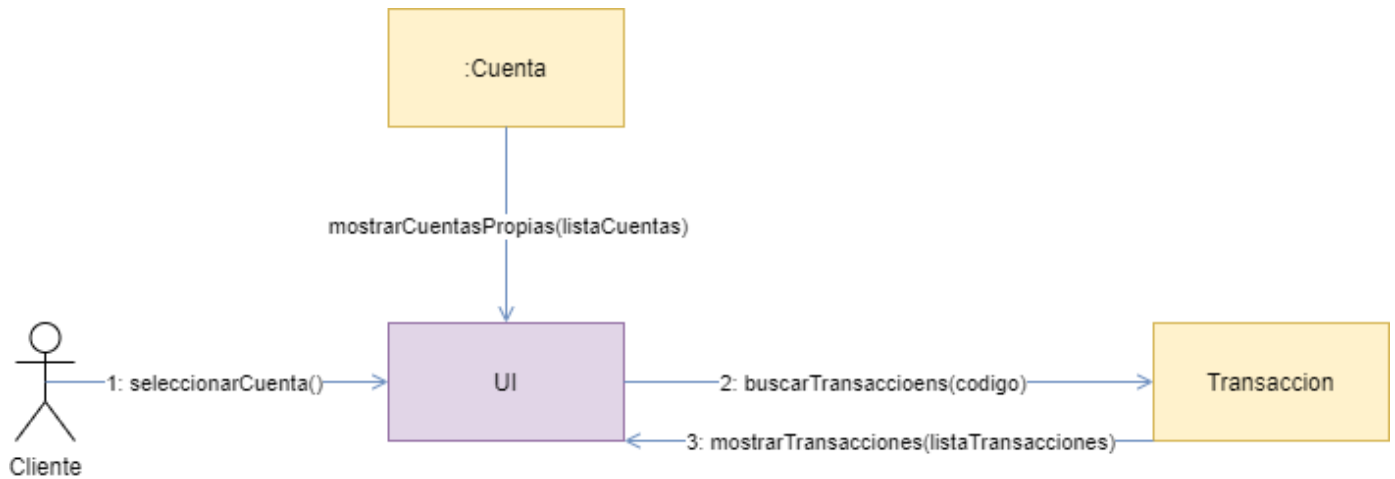 :Cuenta
mostrarCuentasPropias(listaCuentas)
1: seleccionarCuenta()
UI
2: buscarTransaccioens(codigo)
Transaccion
3: mostrarTransacciones(listaTransacciones)
Cliente